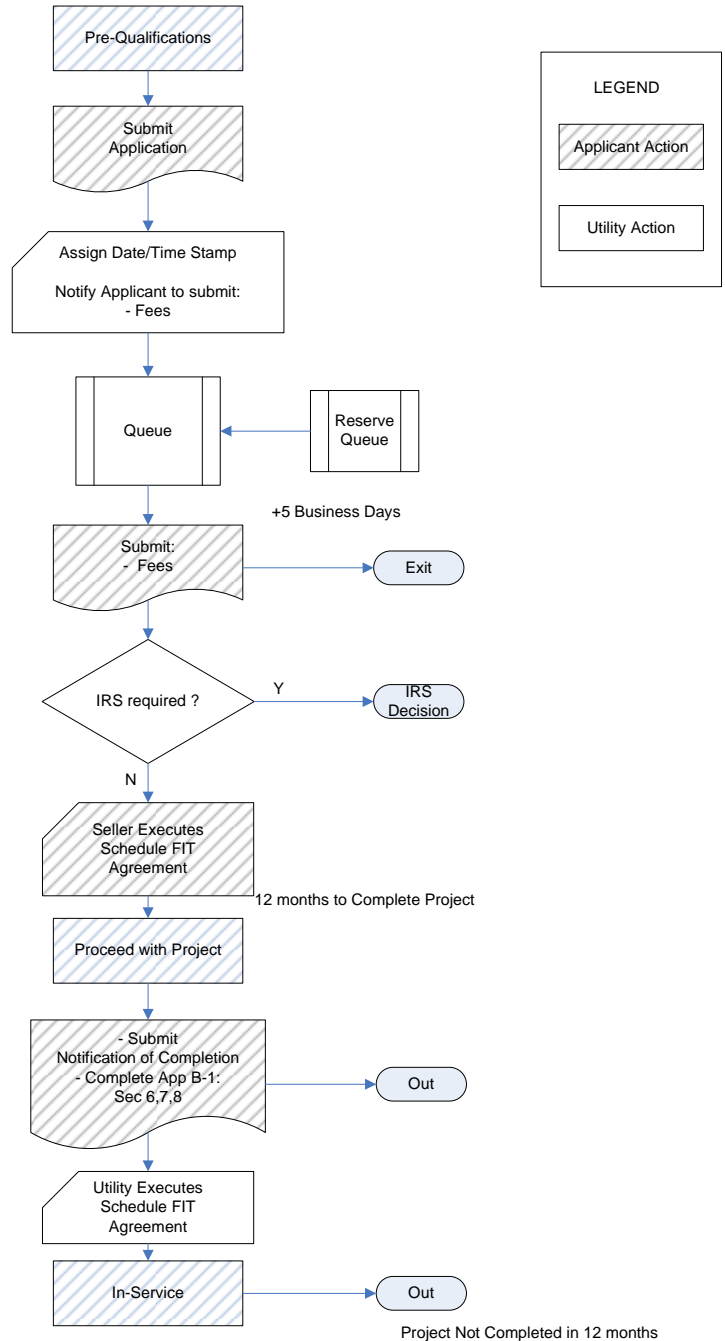 Pre-Qualifications
LEGEND
Applicant Action
Utility Action
Submit
Application
Assign Date/Time Stamp
Notify Applicant to submit:
- Fees
Queue
Reserve
Queue
+5 Business Days
Submit:
- Fees
Exit
IRS required ?
Y
IRS
Decision
N
Seller Executes
Schedule FIT
Agreement
12 months to Complete Project
Proceed with Project
- Submit
Notification of Completion
- Complete App B-1:
Sec 6,7,8
Out
Utility Executes
Schedule FIT
Agreement
In-Service
Out
Project Not Completed in 12 months